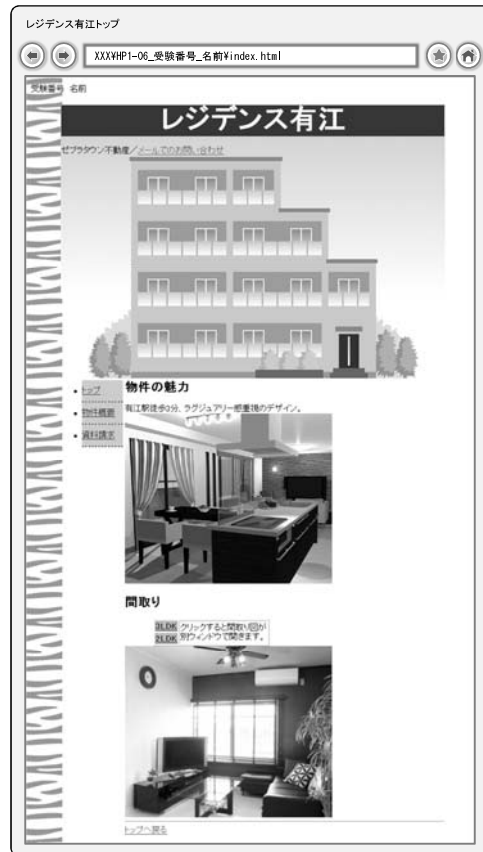 レジデンス有江トップ
XXX¥HP1-06_受験番号_名前¥index.html
受験番号 名前
レジデンス有江
ゼブラタウン不動産／メールでのお問い合わせ
トップ
物件概要
資料請求
物件の魅力
有江駅徒歩3分、ラグジュアリー感重視のデザイン。
間取り
3LDK クリックすると間取り図が
2LDK 別ウィンドウで開きます。
トップへ戻る